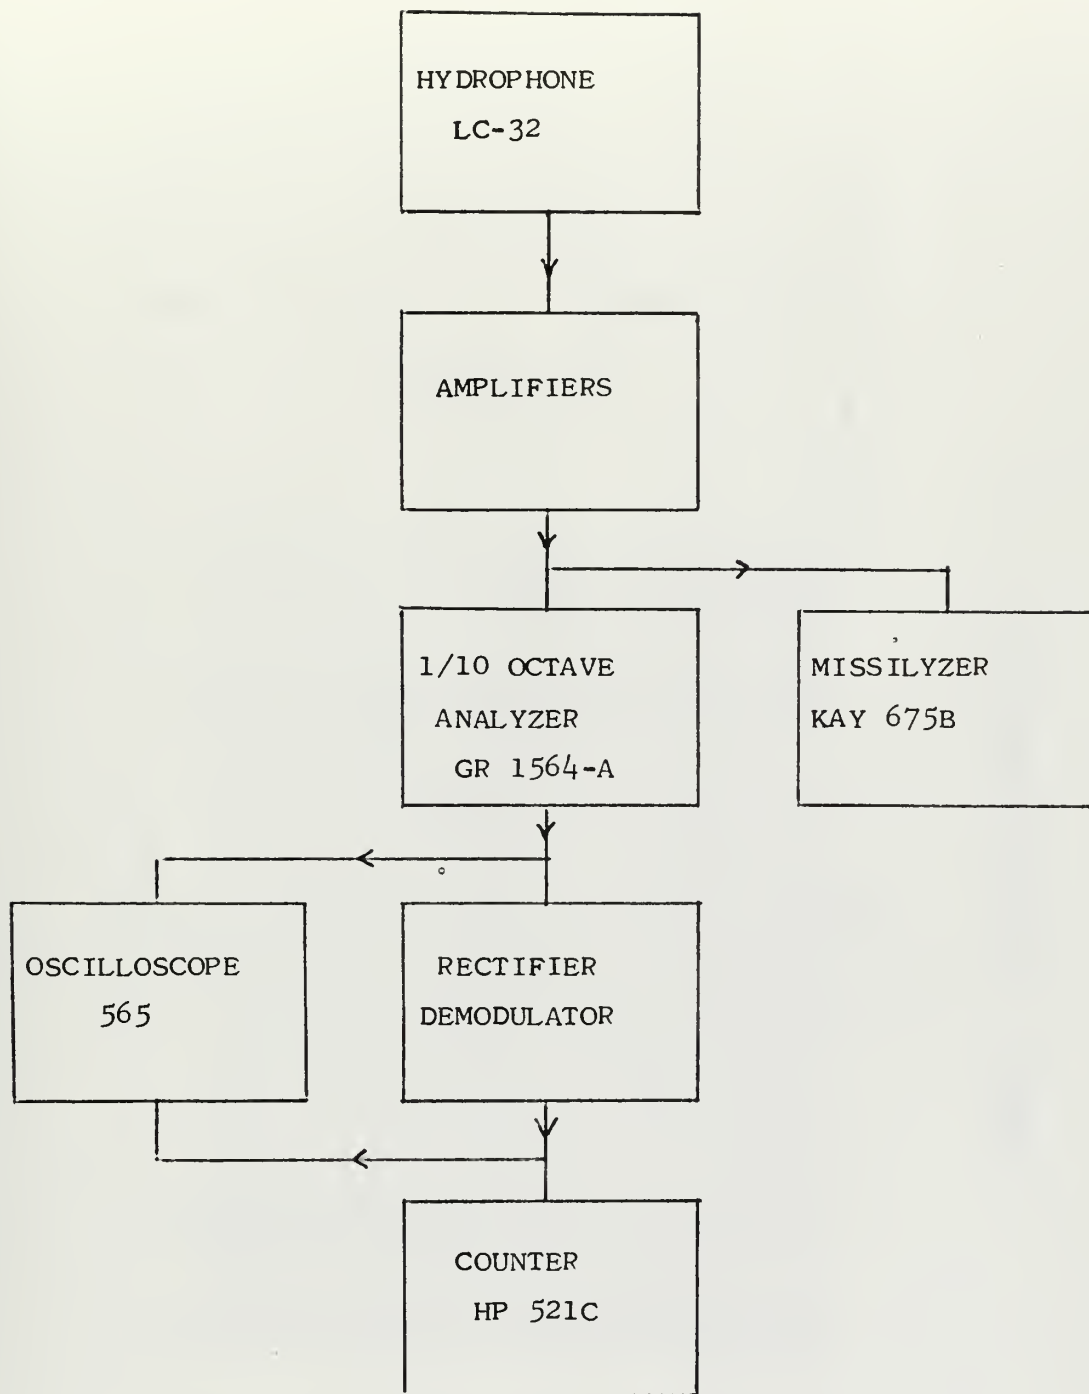 HYDROPHONE
LC-32
AMPLIFIERS
1/10 OCTAVE
ANALYZER
GR 1564-A
MISSILYZER
KAY 675B
OSCILLOSCOPE
565
RECTIFIER
DEMODULATOR
COUNTER
HP 521C